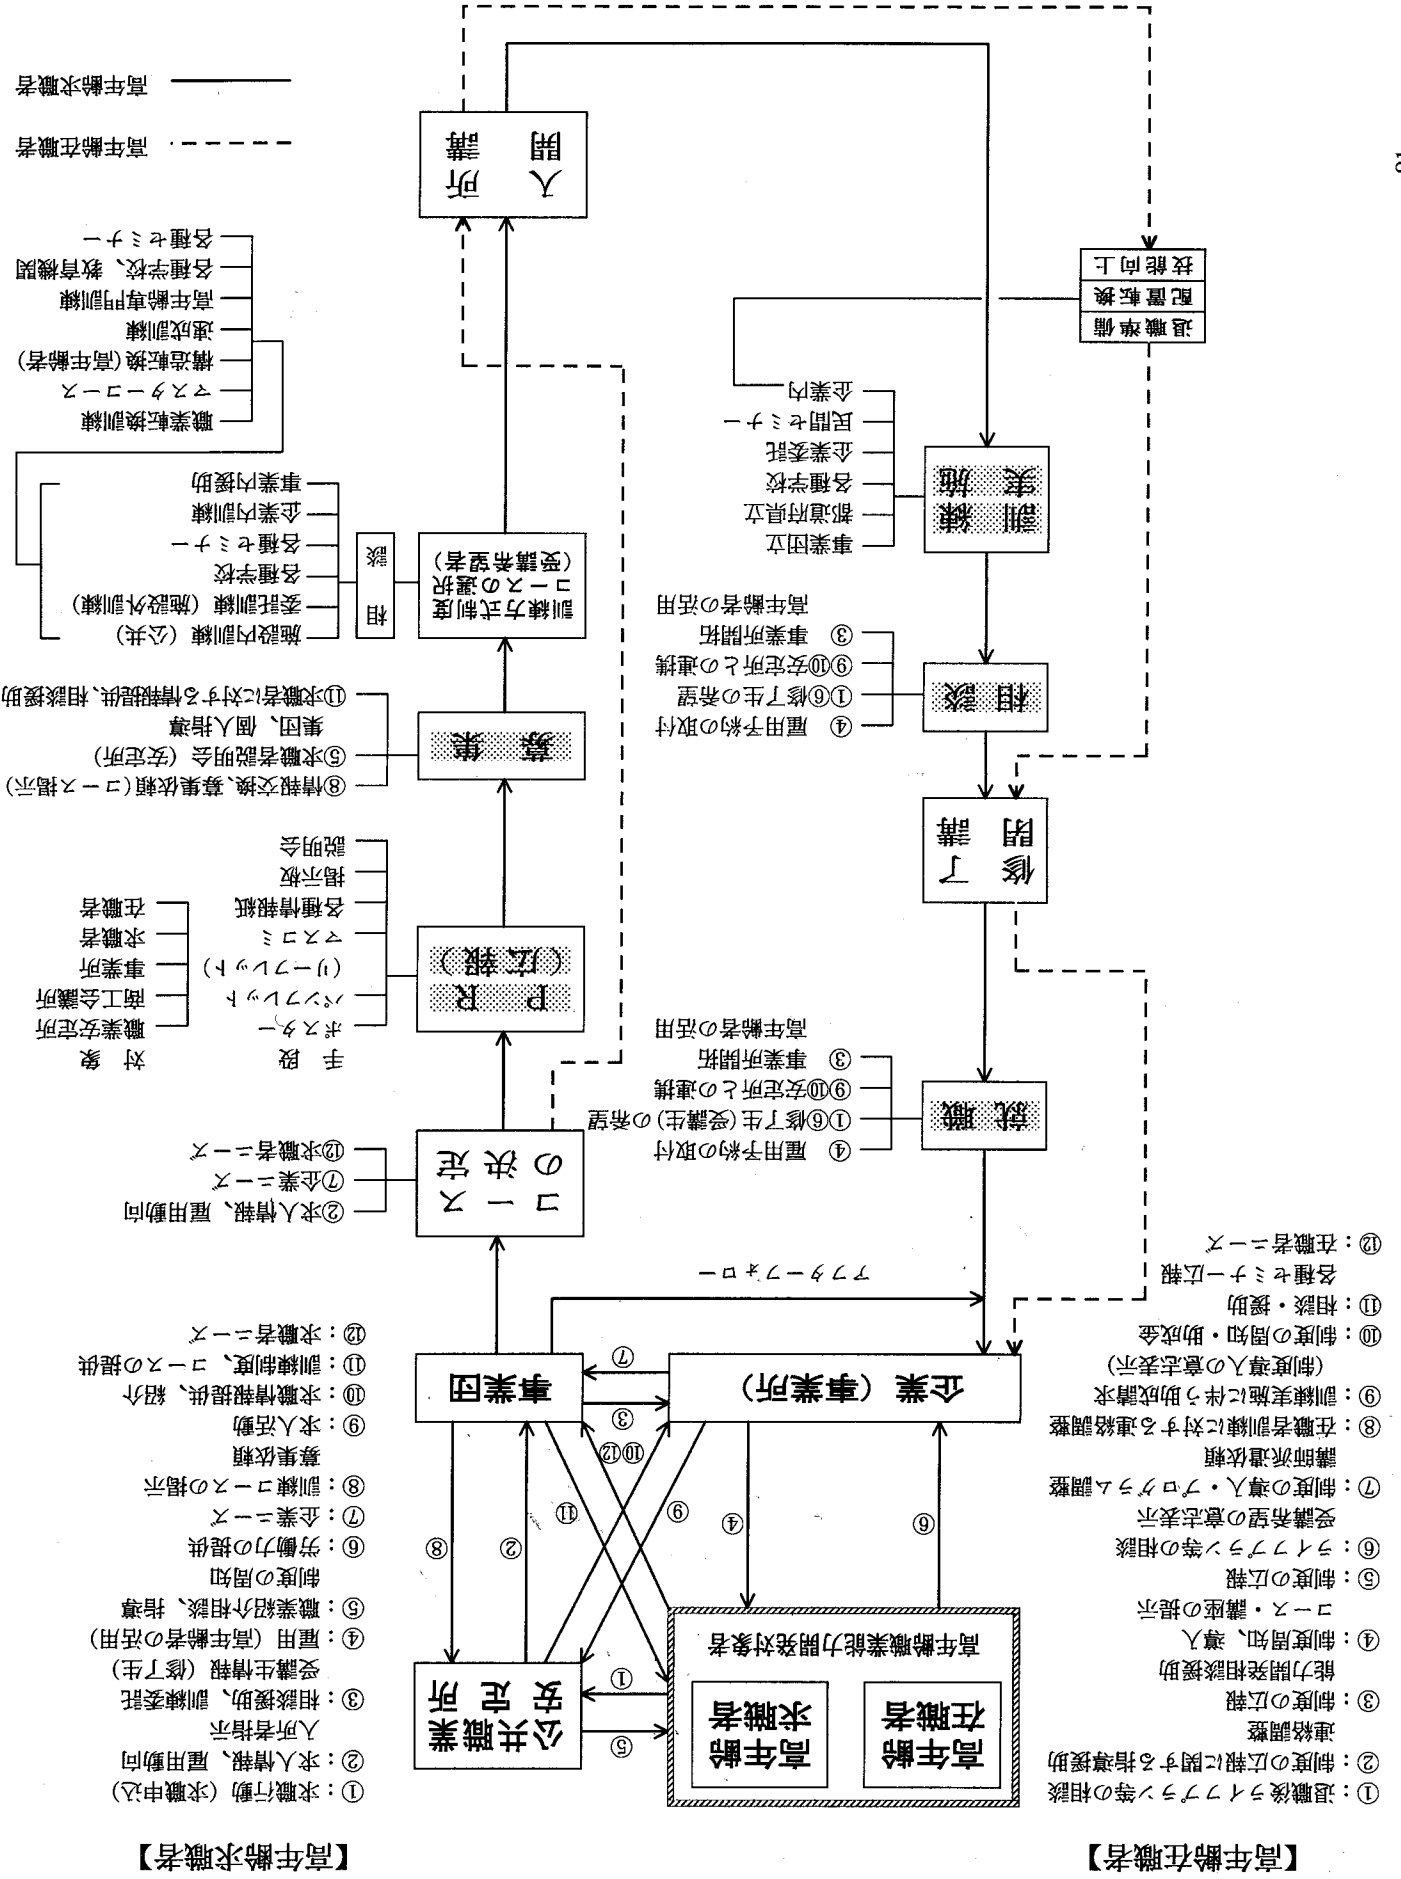 【高年齢在職者】
①：退職後ライフプラン等の相談
②：制度の広報に関する指導援助
連絡調整
③：制度の広報
能力開発相談援助
④：制度周知、導入
コース・講座の提示
⑤：制度の広報
⑥：ライフプラン等の相談
受講希望の意志表示
⑦：制度の導入・プログラム調整
講師派遣依頼
⑧：在職者訓練に対する連絡調整
⑨：訓練実施に伴う助成請求
（制度導入の意志表示）
⑩：制度の周知・助成金
⑪：相談・援助
各種セミナー広報
⑫：在職者ニーズ
【高年齢求職者】
①：求職行動（求職申込）
②：求人情報、雇用動向
入所者指示
③：相談援助、訓練委託
受講生情報（修了生）
④：雇用（高年齢者の活用）
⑤：職業紹介相談、指導
制度の周知
⑥：労働力の提供
⑦：企業ニーズ
⑧：訓練コースの掲示
募集依頼
⑨：求人活動
⑩：求職情報提供、紹介
⑪：訓練制度、コースの提供
⑫：求職者ニーズ
高年齢
在職者
高年齢
求職者
高年齢職業能力開発対象者
公共職業
安定所
⑤
①
⑥
④
⑨
⑪
②
⑧
⑩⑫
③
⑦
企業（事業所）
事業団
アフターフォロー
コース
の決定
②求人情報、雇用動向
⑦企業ニーズ
⑫求職者ニーズ
手段
対象
ポスター
パンフレット
（リーフレット）
マスコミ
各種情報紙
掲示板
説明会
職業安定所
商工会議所
事業所
求職者
在職者
PR
（広報）
募集
⑧情報交換、募集依頼（コース掲示）
⑤求職者説明会（安定所）
集団、個人指導
⑪求職者に対する情報提供、相談援助
訓練方式制度
コースの選択
（受講希望者）
相談
施設内訓練（公共）
委託訓練（施設外訓練）
各種学校
各種セミナー
企業内訓練
事業内援助
職業転換訓練
マスターコース
構造転換（高年齢者）
速成訓練
高年齢専門訓練
各種学校、教育機関
各種セミナー
入所
開講
高年齢在職者
高年齢求職者
就職
④　雇用予約の取付
①⑥修了生（受講生）の希望
⑨⑩安定所との連携
③　事業所開拓
高年齢者の活用
修了
閉講
相談
④　雇用予約の取付
①⑥修了生の希望
⑨⑩安定所との連携
③　事業所開拓
高年齢者の活用
訓練
実施
事業団立
都道府県立
各種学校
企業委託
民間セミナー
企業内
退職準備
配置転換
技能向上